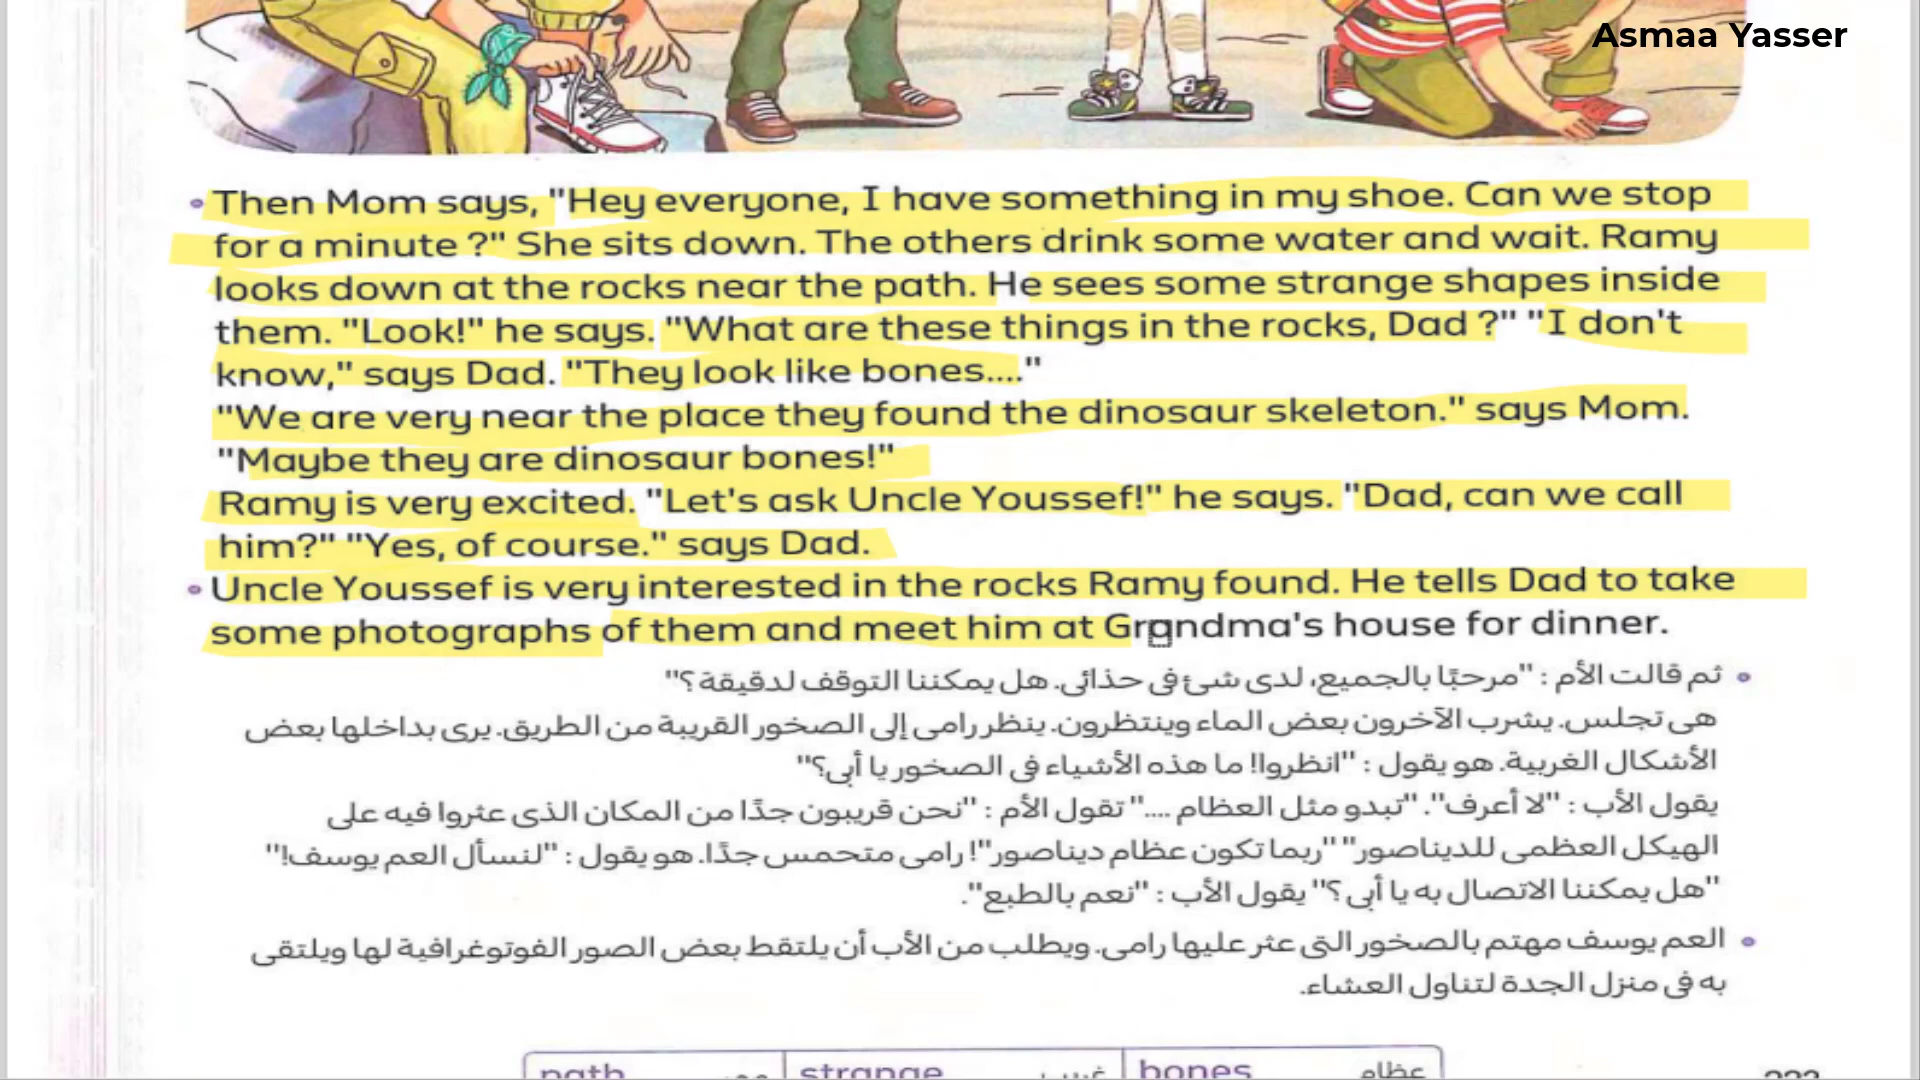 Asmaa Yasser
Then Mom says, "Hey everyone, I have something in my shoe. Can we stop
for a minute ?" She sits down. The others drink some water and wait. Ramy
looks down at the rocks near the path. He sees some strange shapes inside
them. "Look!" he says. "What are these things in the rocks, Dad ?" "I don't
know," says Dad. "They look like bones...."
"We are very near the place they found the dinosaur skeleton." says Mom.
"Maybe they are dinosaur bones!"
Ramy is very excited. "Let's ask Uncle Youssef!" he says. "Dad, can we call
him?" "Yes, of course." says Dad.
Uncle Youssef is very interested in the rocks Ramy found. He tells Dad to take
some photographs of them and meet him at Grandma's house for dinner.
ثم قالت الأم : "مرحبًا بالجميع، لدى شئ فى حذائى. هل يمكننا التوقف لدقيقة ؟"
هى تجلس. يشرب الآخرون بعض الماء وينتظرون. ينظر رامى إلى الصخور القريبة من الطريق. يرى بداخلها بعض
الأشكال الغريبة. هو يقول : "انظروا! ما هذه الأشياء فى الصخور يا أبى؟"
يقول الأب : "لا أعرف". "تبدو مثل العظام ...." تقول الأم : "نحن قريبون جدًا من المكان الذى عثروا فيه على
الهيكل العظمى للديناصور" "ربما تكون عظام ديناصور"! رامى متحمس جدًا. هو يقول : "لنسأل العم يوسف!"
"هل يمكننا الاتصال به يا أبى ؟" يقول الأب : "نعم بالطبع".
العم يوسف مهتم بالصخور التى عثر عليها رامى. ويطلب من الأب أن يلتقط بعض الصور الفوتوغرافية لها ويلتقى
به فى منزل الجدة لتناول العشاء.
path strange غريب bones عظام